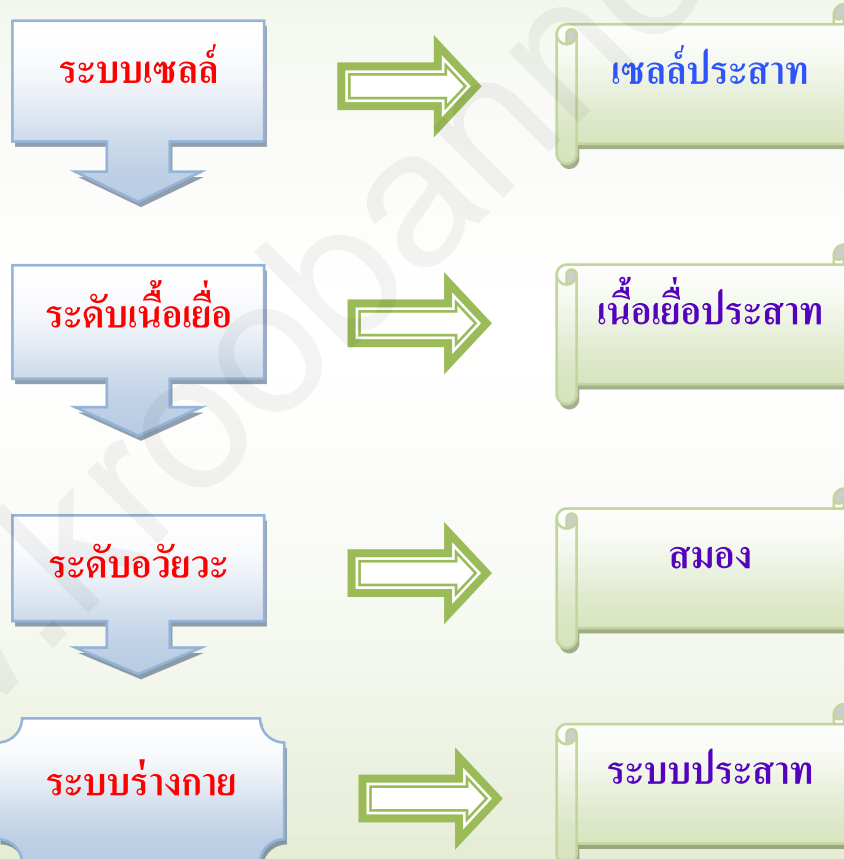 ระบบเซลล์
เซลล์ประสาท
ระดับเนื้อเยื่อ
เนื้อเยื่อประสาท
ระดับอวัยวะ
สมอง
ระบบร่างกาย
ระบบประสาท